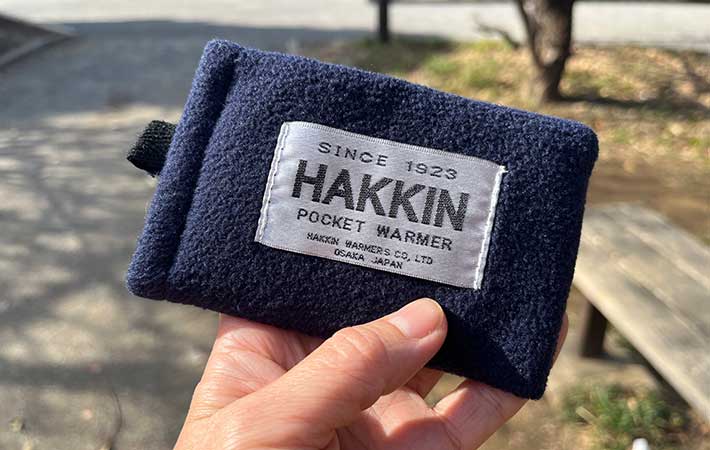 SINCE 1923
HAKKIN
POCKET WARMER
HAKKIN WARMERS CO, LTD
OSAKA JAPAN